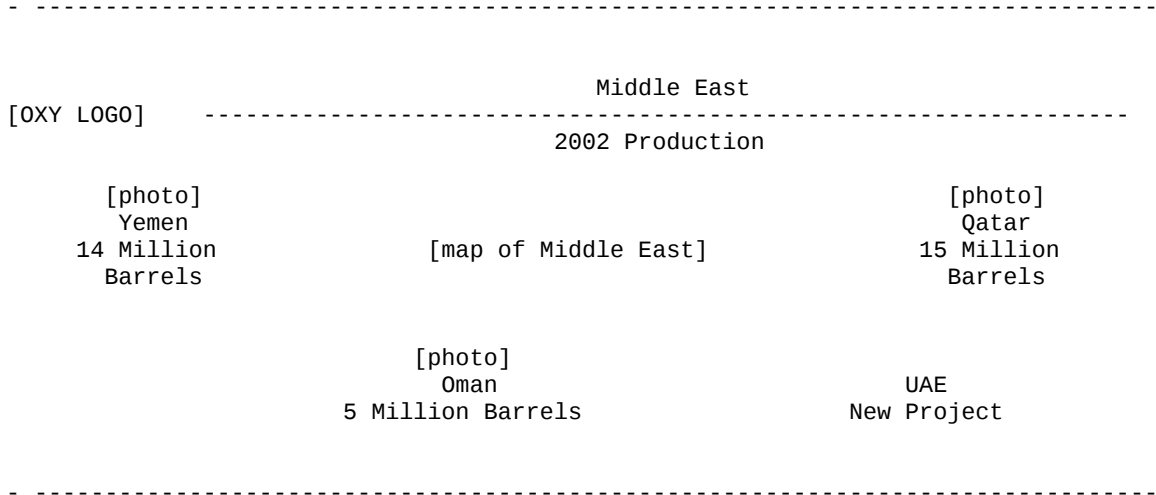 - --------------------------------------------------------------------------------
Middle East
[OXY LOGO] ------------------------------------------------------------------
2002 Production
[photo] [photo]
Yemen Qatar
14 Million [map of Middle East] 15 Million
Barrels Barrels
[photo]
Oman UAE
5 Million Barrels New Project
- --------------------------------------------------------------------------------